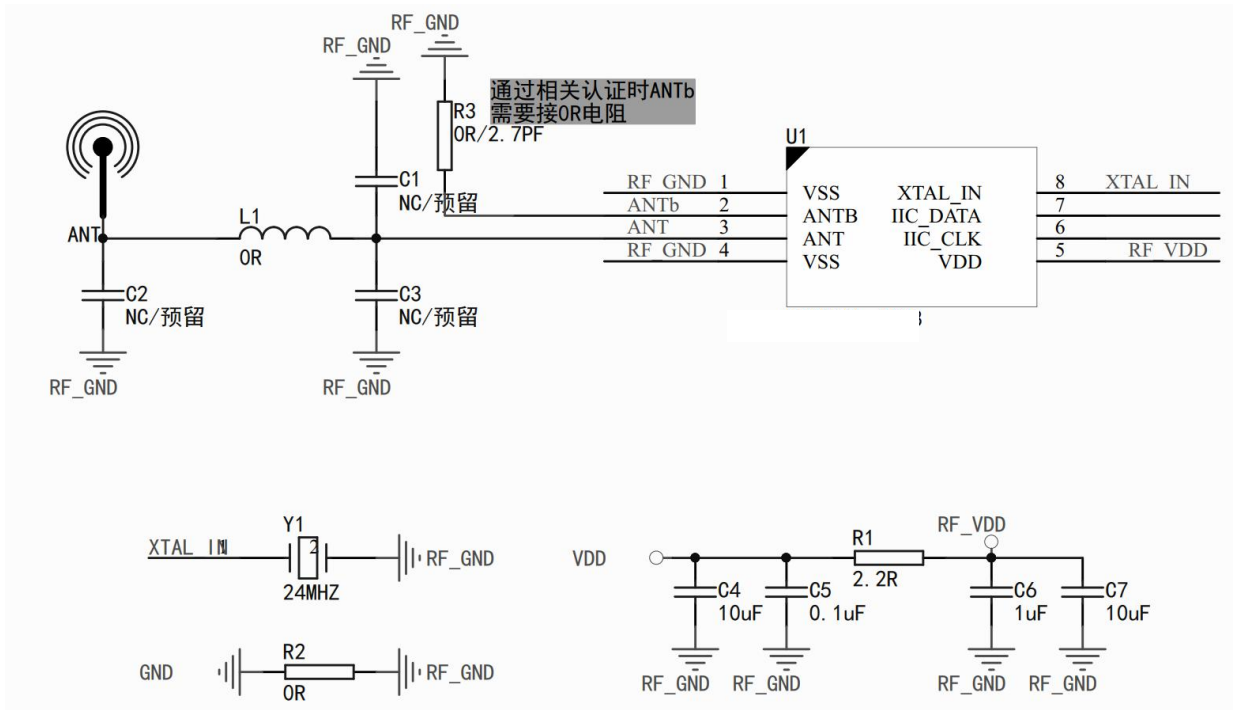 RF_GND
RF_GND
通过相关认证时ANTb
需要接0R电阻
R3
0R/2.7PF
C1
NC/预留
L1
0R
ANT
C2
NC/预留
RF_GND
C3
NC/预留
RF_GND
U1
RF_GND 1 VSS XTAL_IN 8 XTAL_IN
ANTb 2 ANTB IIC_DATA 7
ANT 3 ANT IIC_CLK 6
RF_GND 4 VSS VDD 5 RF_VDD
Y1
XTAL_IN 1 2 RF_GND
24MHZ
R2
GND RF_GND
0R
RF_VDD
R1
VDD
2.2R
C4
10uF
C5
0.1uF
C6
1uF
C7
10uF
RF_GND RF_GND RF_GND RF_GND